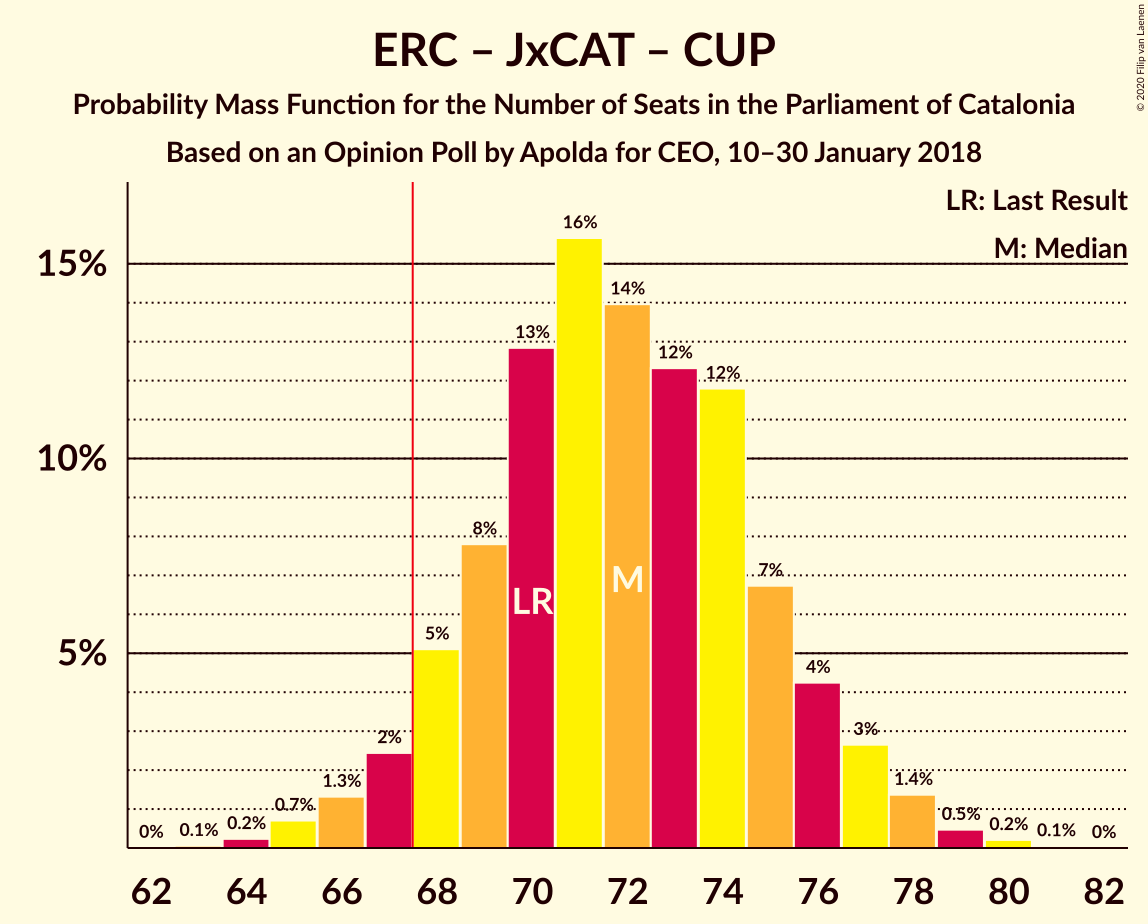 ERC – JxCAT – CUP
Probability Mass Function for the Number of Seats in the Parliament of Catalonia
Based on an Opinion Poll by Apolda for CEO, 10–30 January 2018
© 2020 Filip van Laenen
LR: Last Result
M: Median
15%
10%
5%
0%
0.1%
0.2%
0.7%
1.3%
2%
5%
8%
13%
16%
14%
12%
12%
7%
4%
3%
1.4%
0.5%
0.2%
0.1%
0%
LR
M
62 64 66 68 70 72 74 76 78 80 82